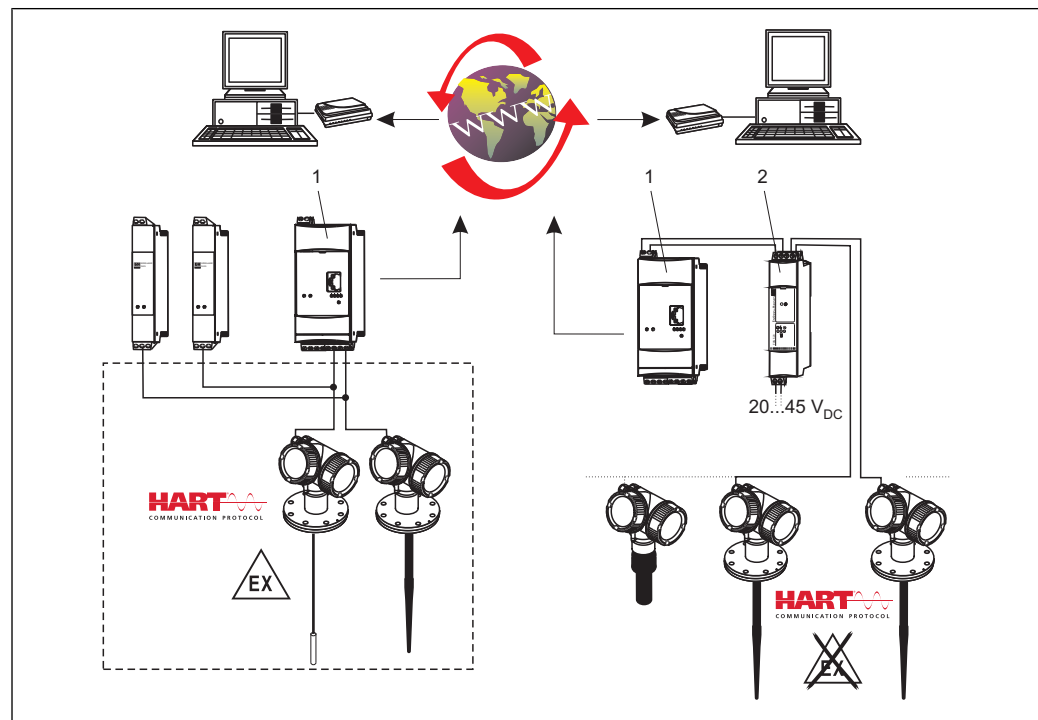 WWW
1
1
2
20...45 VDC
HART
COMMUNICATION PROTOCOL
EX
HART
COMMUNICATION PROTOCOL
EX